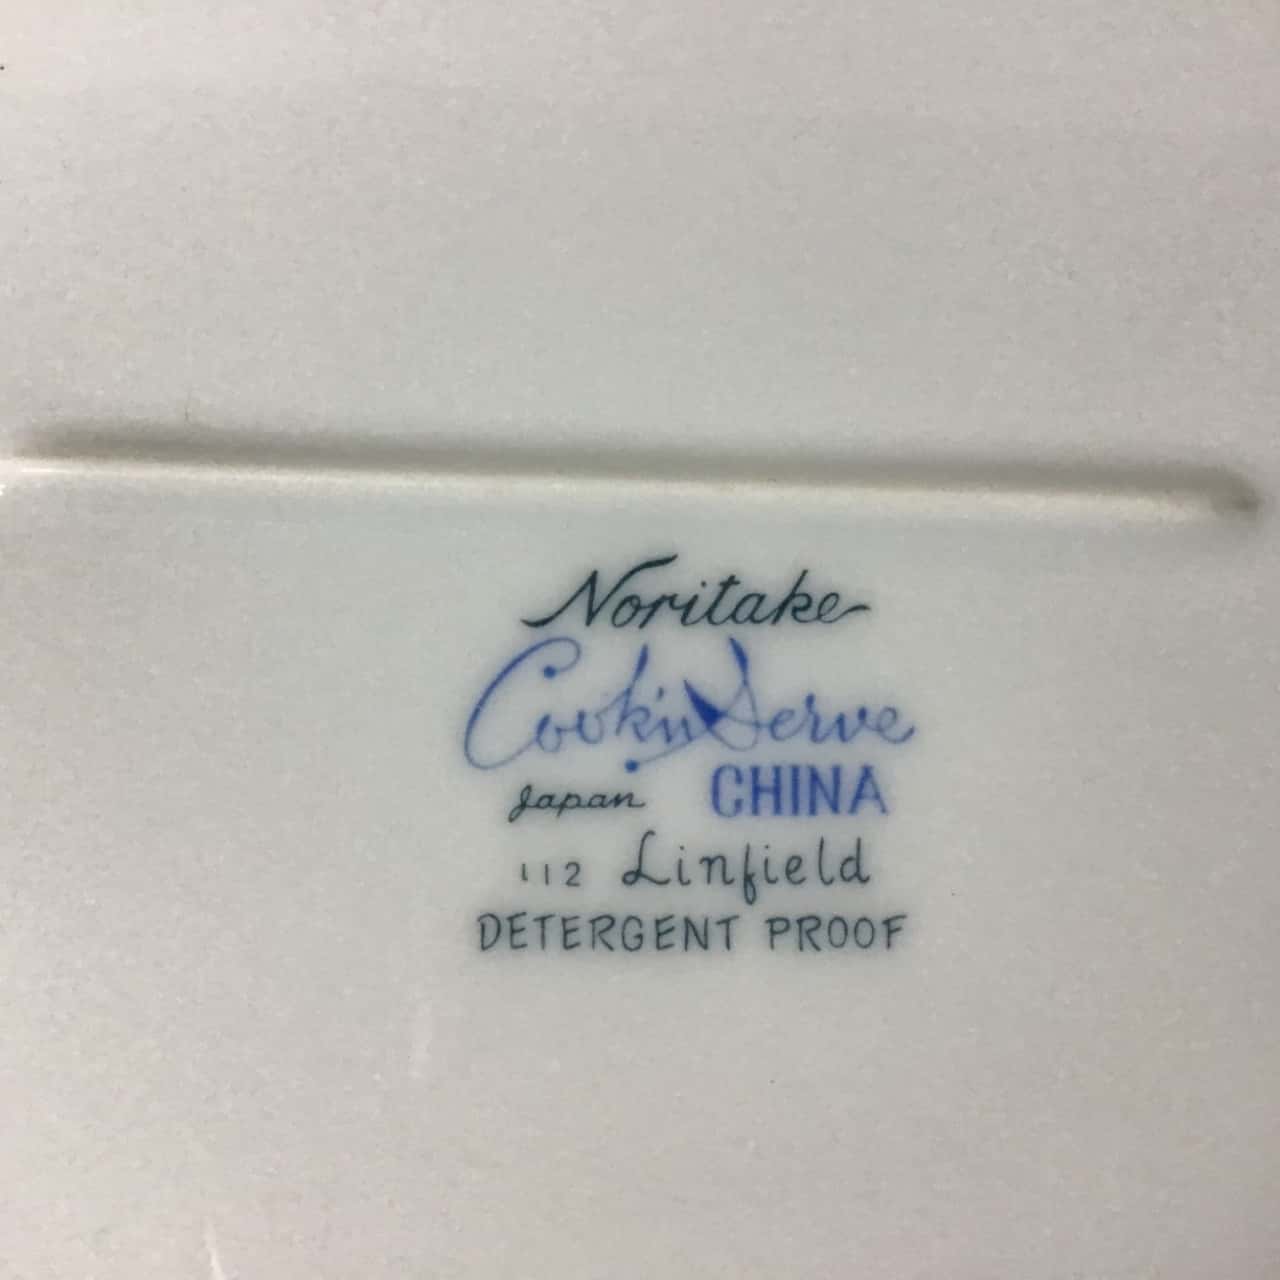 Noritake
Cook'n Serve
Japan CHINA
112 Linfield
DETERGENT PROOF